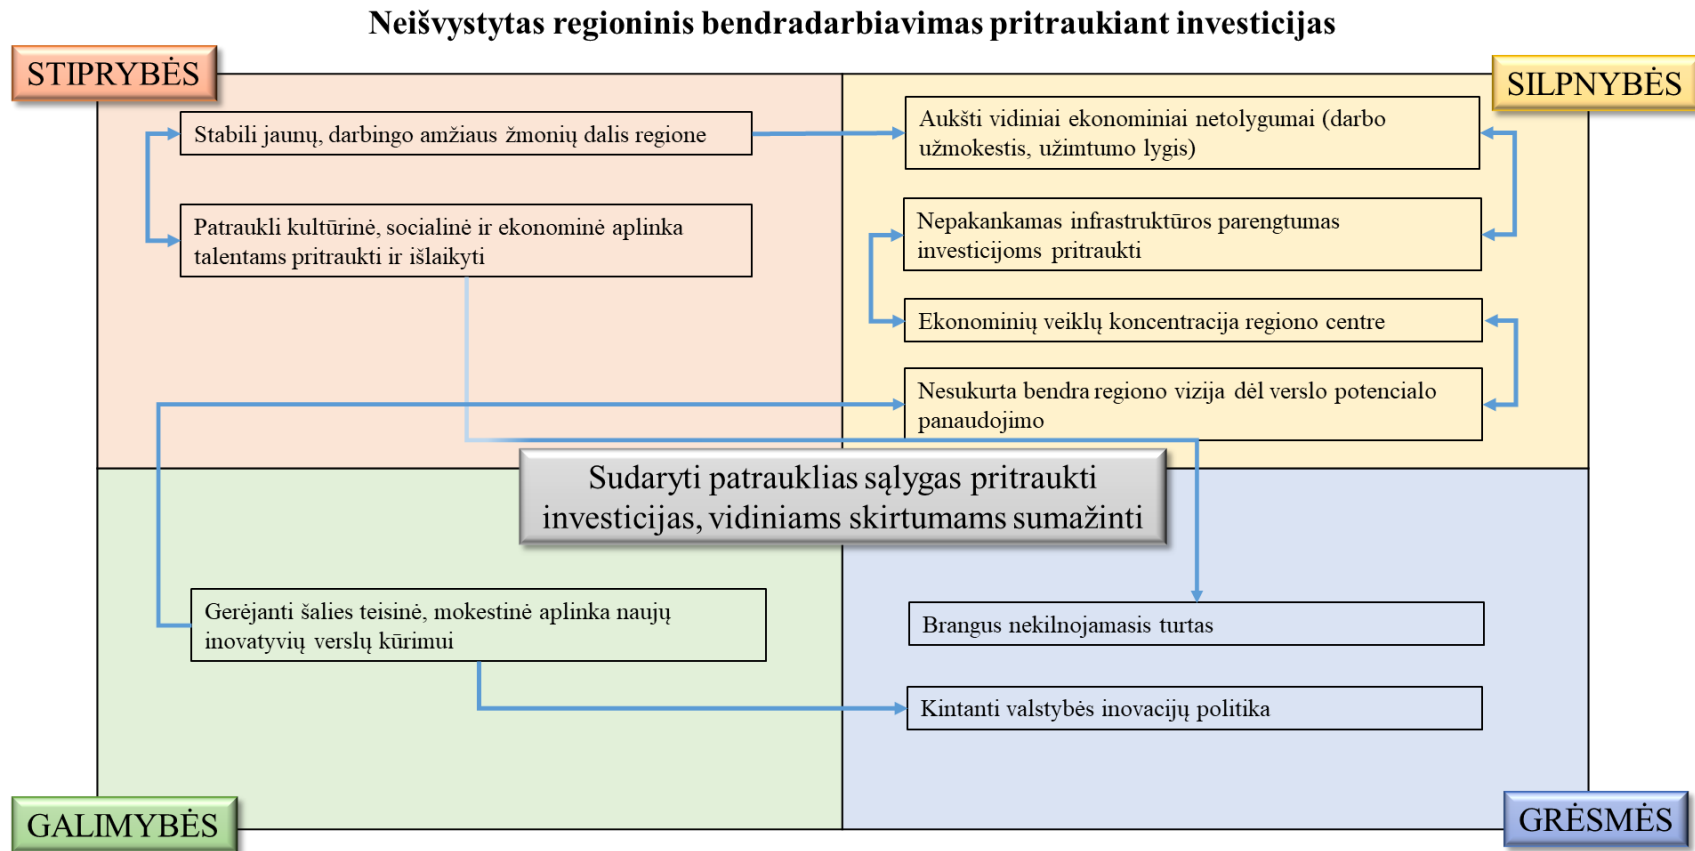 Neišvystytas regioninis bendradarbiavimas pritraukiant investicijas
STIPRYBĖS
SILPNYBĖS
Stabili jaunų, darbingo amžiaus žmonių dalis regione
Patraukli kultūrinė, socialinė ir ekonominė aplinka
talentams pritraukti ir išlaikyti
Aukšti vidiniai ekonominiai netolygumai (darbo
užmokestis, užimtumo lygis)
Nepakankamas infrastruktūros parengtumas
investicijoms pritraukti
Ekonominių veiklų koncentracija regiono centre
Nesukurta bendra regiono vizija dėl verslo potencialo
panaudojimo
Sudaryti patrauklias sąlygas pritraukti
investicijas, vidiniams skirtumams sumažinti
Gerėjanti šalies teisinė, mokestinė aplinka naujų
inovatyvių verslų kūrimui
Brangus nekilnojamasis turtas
Kintanti valstybės inovacijų politika
GALIMYBĖS
GRĖSMĖS